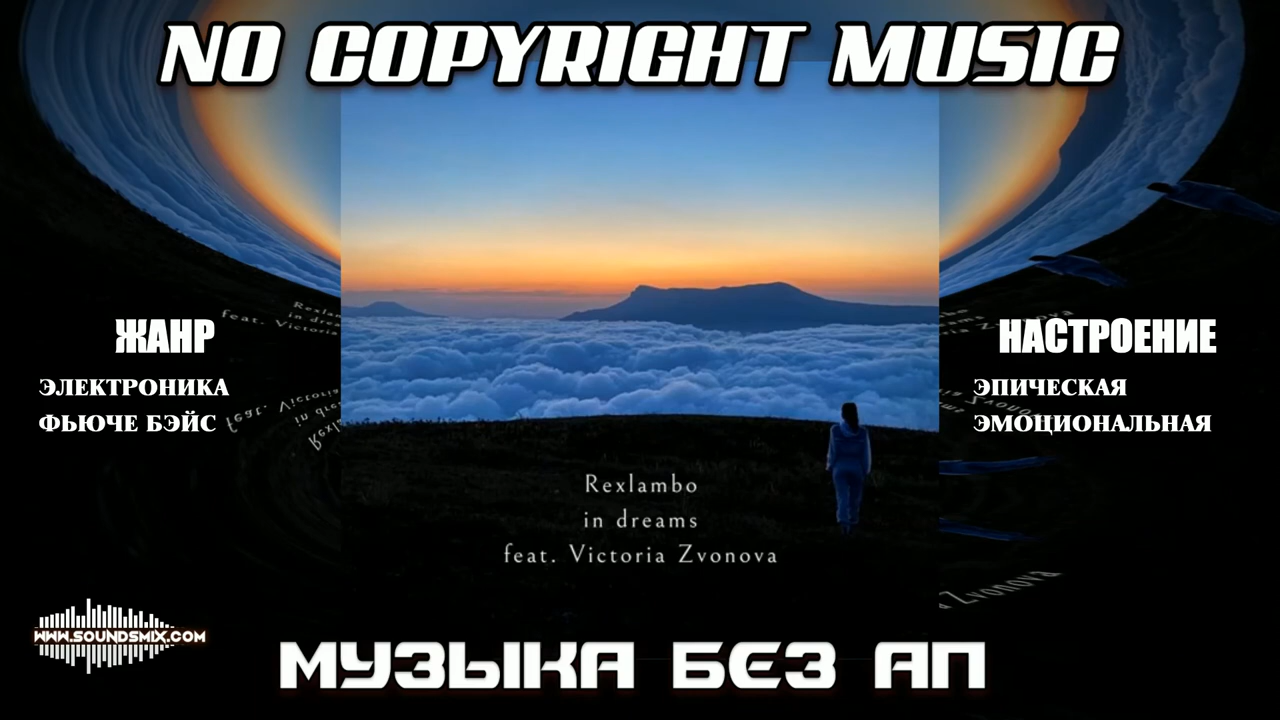 NO COPYRIGHT MUSIC
ЖАНР
ЭЛЕКТРОНИКА
ФЬЮЧЕ БЭЙС
НАСТРОЕНИЕ
ЭПИЧЕСКАЯ
ЭМОЦИОНАЛЬНАЯ
Rexlambo
in dreams
feat. Victoria Zvonova
WWW.SOUNDSMIX.COM
МУЗЫКА БЕЗ АП